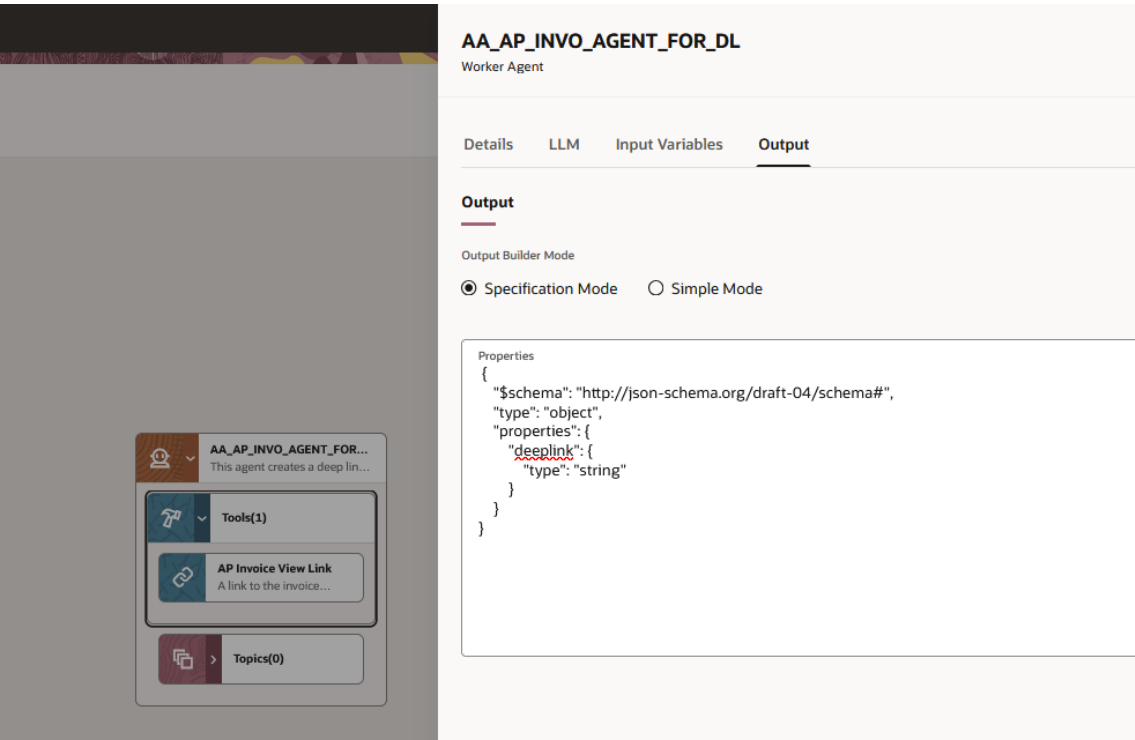 AA_AP_INVO_AGENT_FOR_DL
Worker Agent
Details LLM Input Variables Output
Output
Output Builder Mode
Specification Mode Simple Mode
Properties
{
"$schema": "http://json-schema.org/draft-04/schema#",
"type": "object",
"properties": {
"deeplink": {
"type": "string"
}
}
}
AA_AP_INVO_AGENT_FOR...
This agent creates a deep lin...
Tools(1)
AP Invoice View Link
A link to the invoice...
Topics(0)